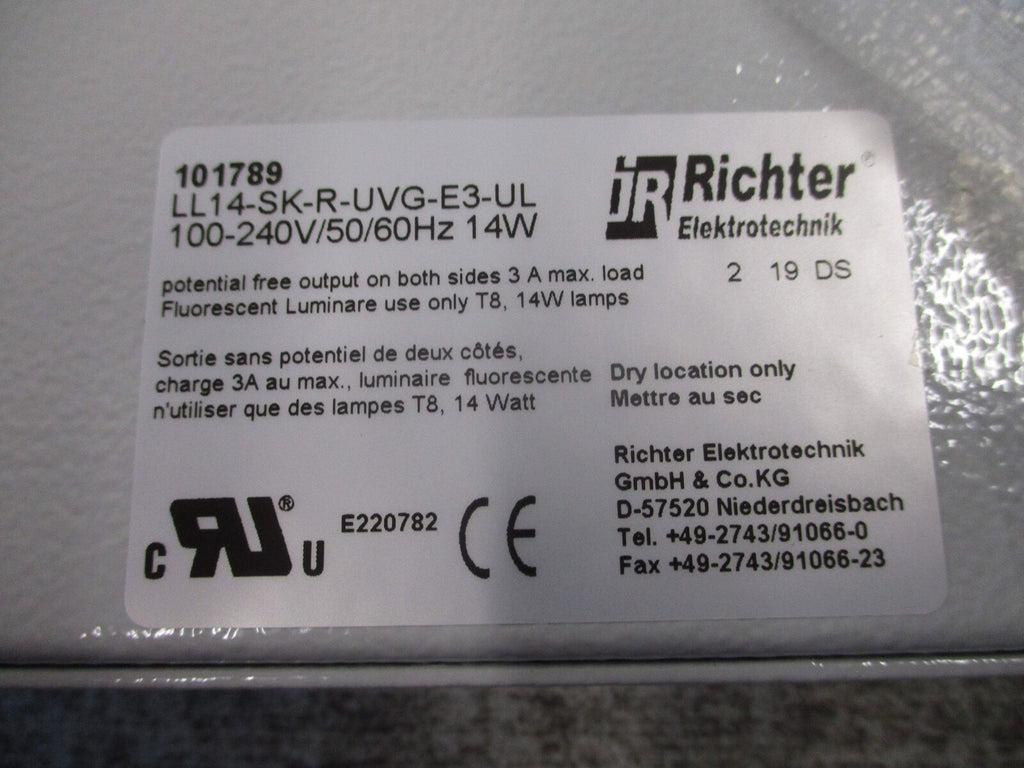 101789
LL14-SK-R-UVG-E3-UL
100-240V/50/60Hz 14W
Richter®
Elektrotechnik
potential free output on both sides 3 A max. load
Fluorescent Luminare use only T8, 14W lamps
2 19 DS
Sortie sans potentiel de deux côtés,
charge 3A au max., luminaire fluorescente
n'utiliser que des lampes T8, 14 Watt
Dry location only
Mettre au sec
Richter Elektrotechnik
GmbH & Co.KG
D-57520 Niederdreisbach
Tel. +49-2743/91066-0
Fax +49-2743/91066-23
C RU® US
E220782
CE